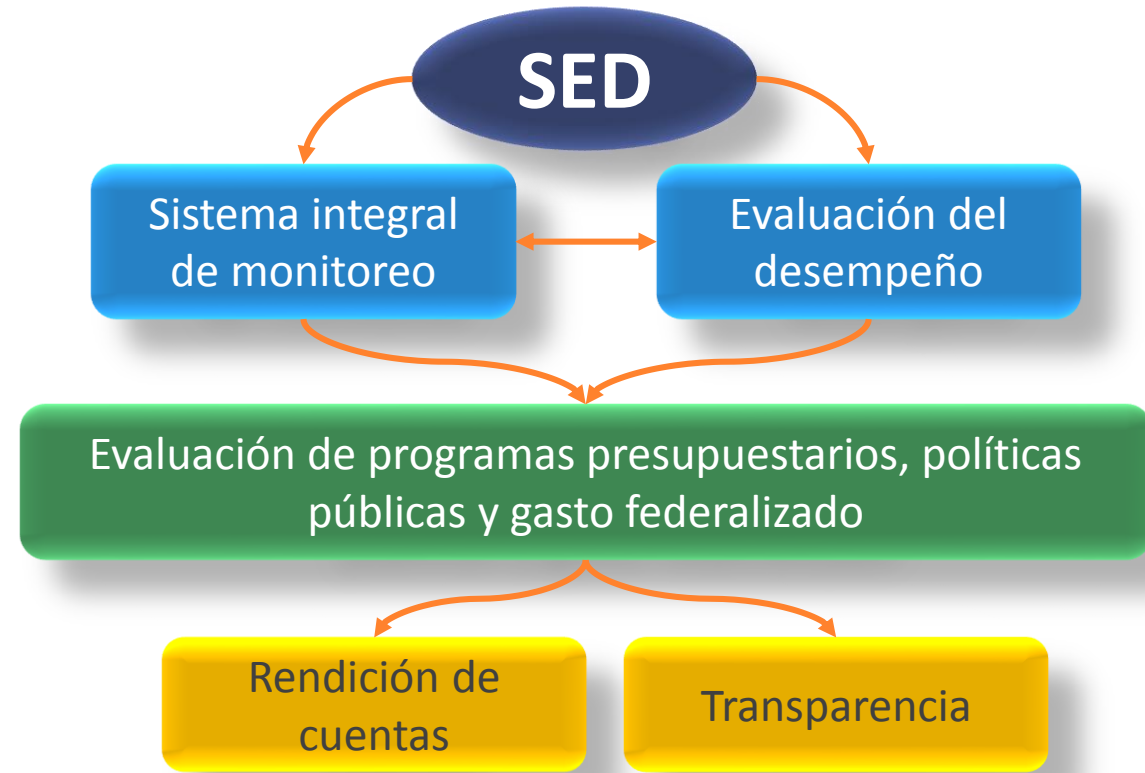 SED
Sistema integral
de monitoreo
Evaluación del
desempeño
Evaluación de programas presupuestarios, políticas
públicas y gasto federalizado
Rendición de
cuentas
Transparencia